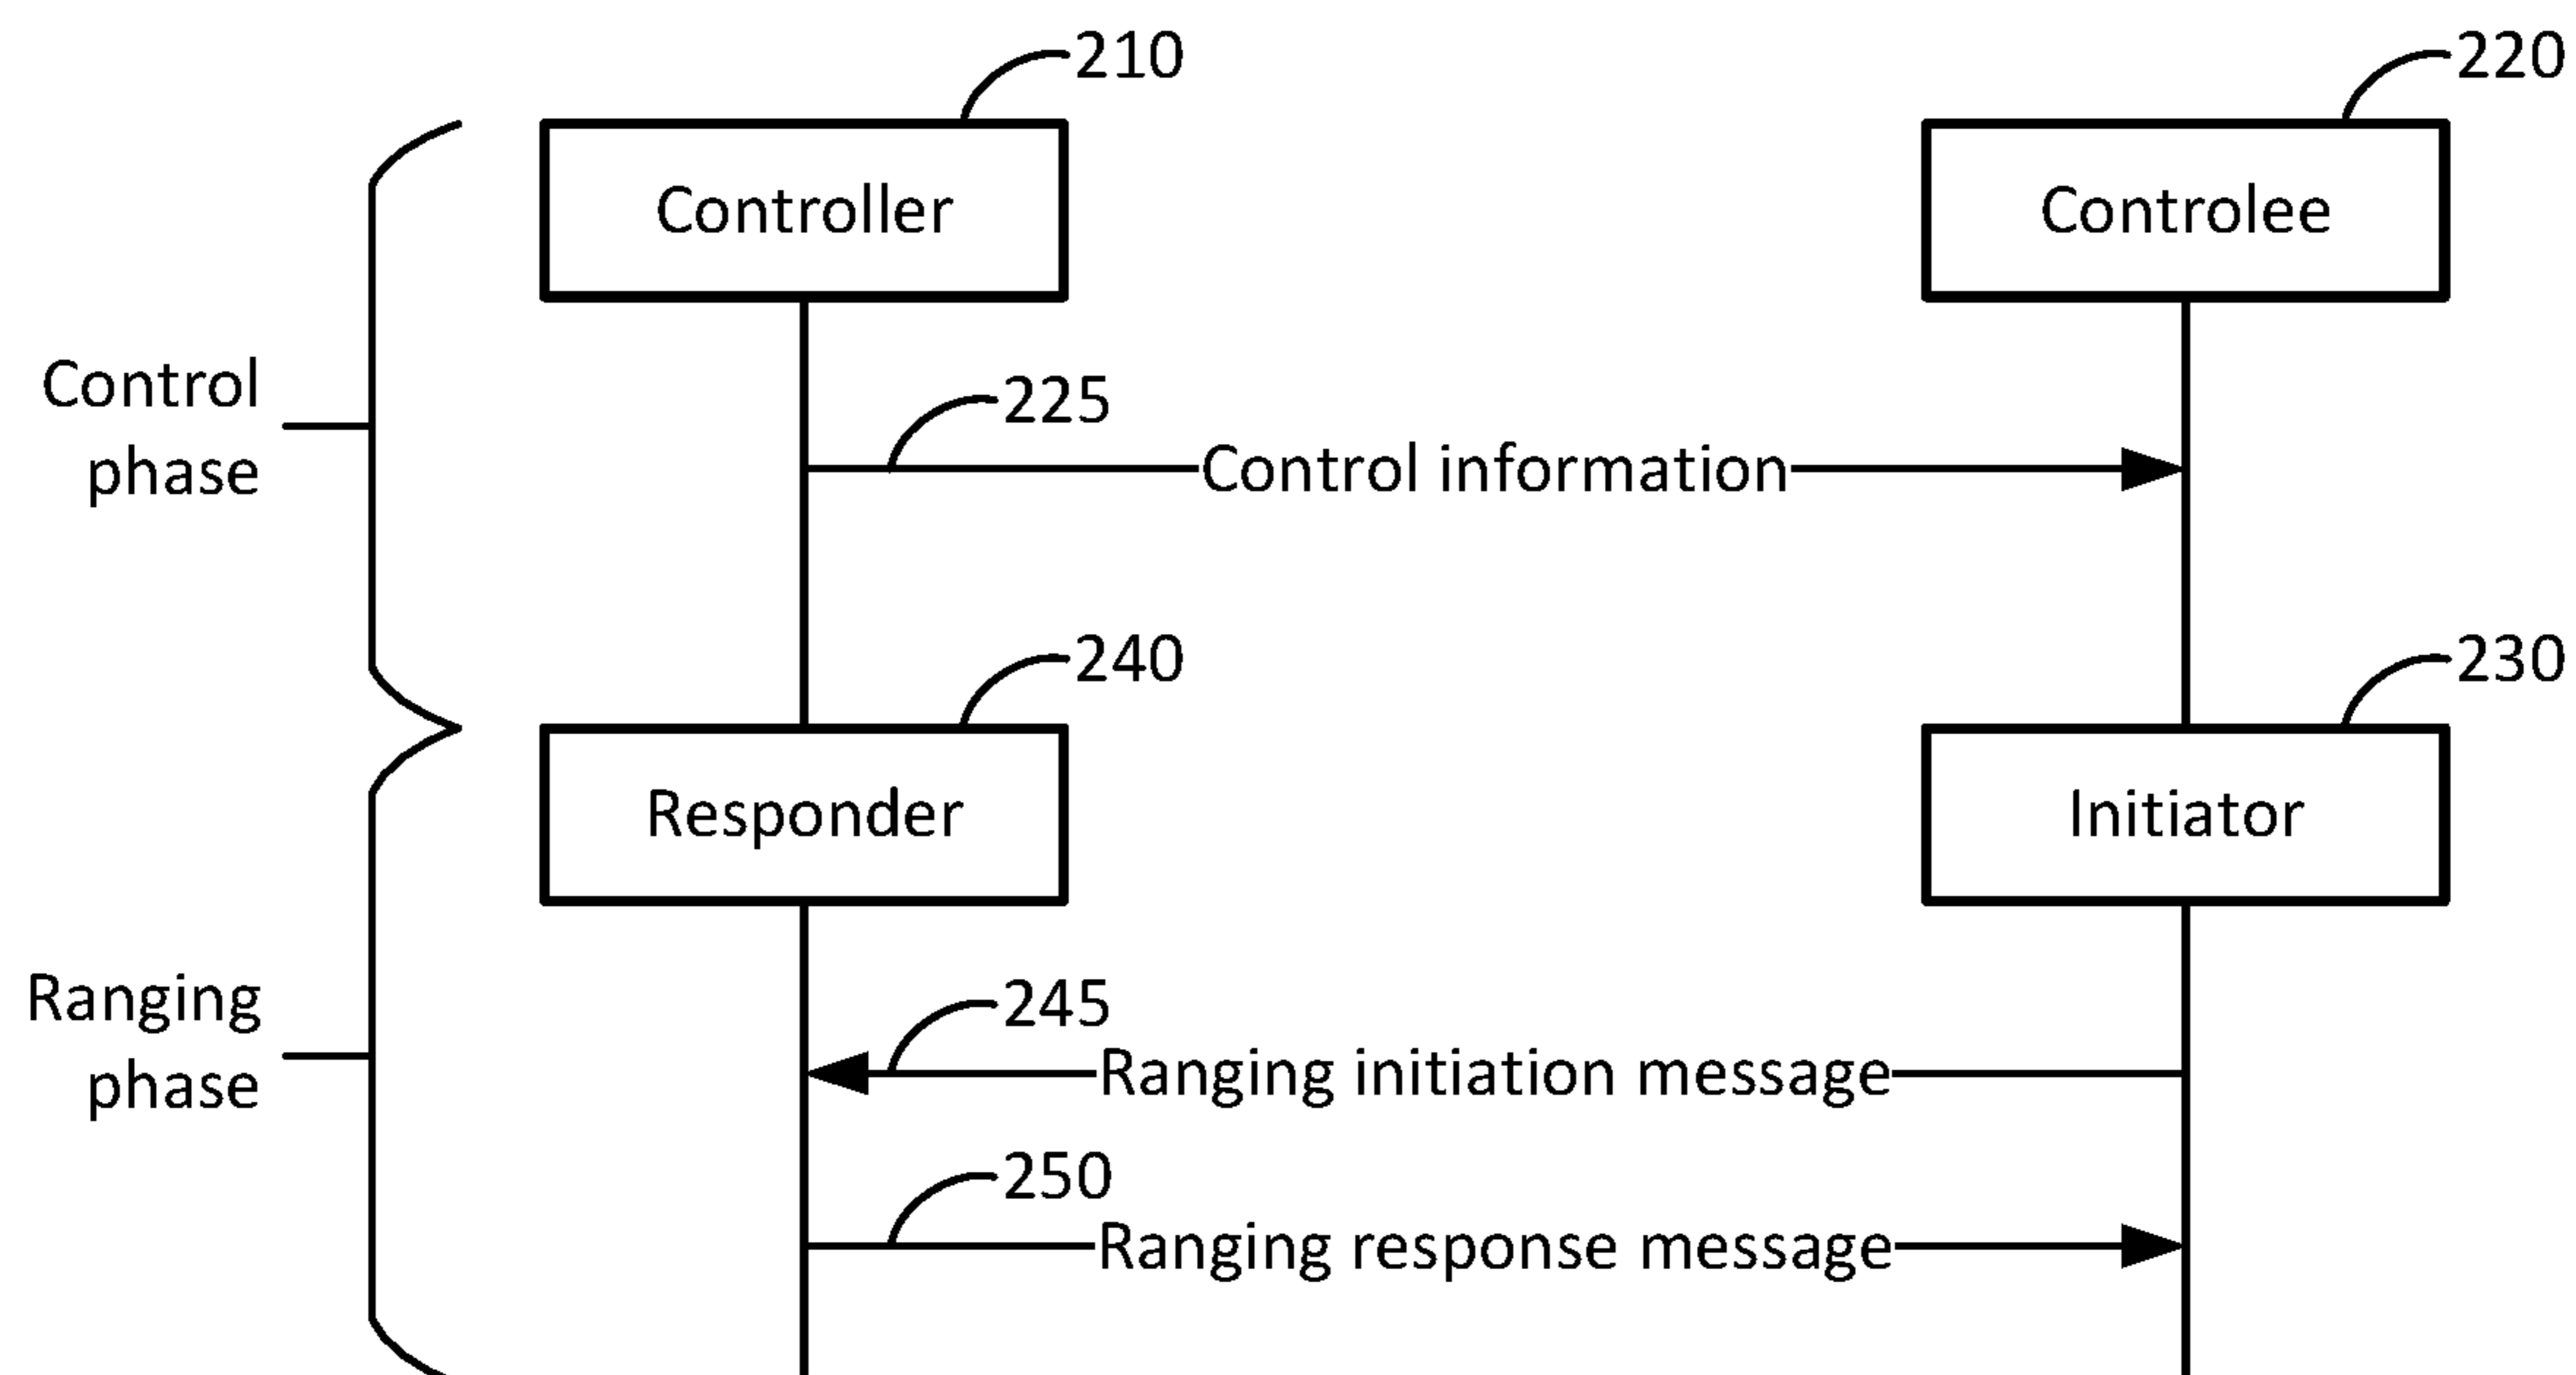 210
220
Controller
Controlee
Control
phase
225
Control information
240
230
Responder
Initiator
Ranging
phase
245
Ranging initiation message
250
Ranging response message